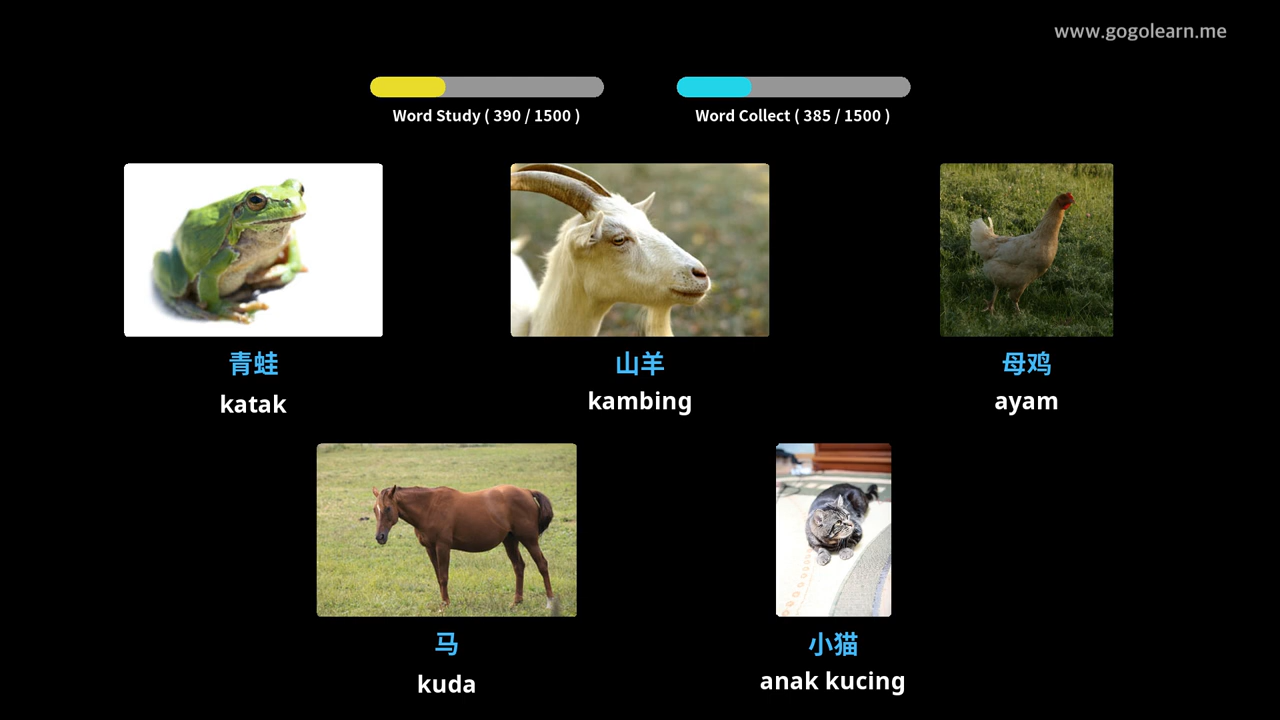 www.gogolearn.me
Word Study ( 390 / 1500 )
Word Collect ( 385 / 1500 )
青蛙
katak
山羊
kambing
母鸡
ayam
马
kuda
小猫
anak kucing